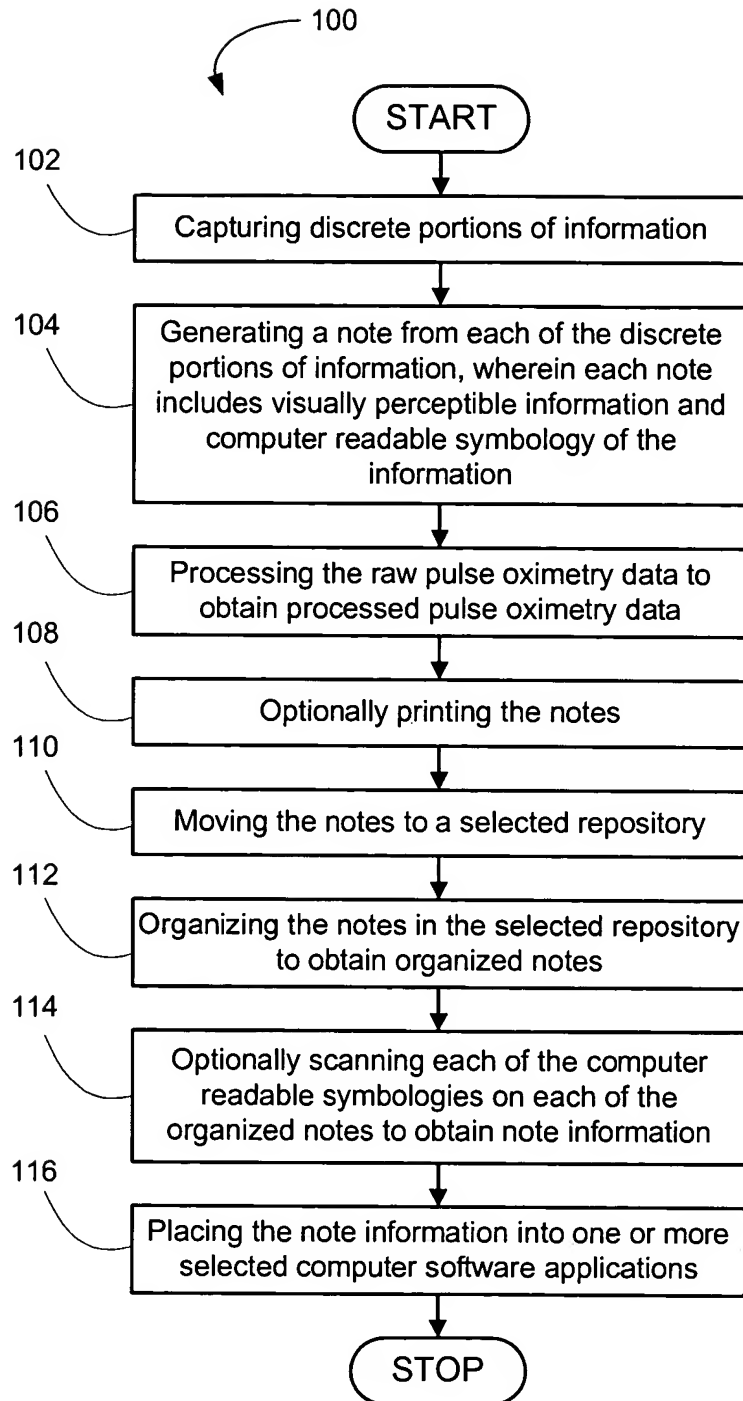 100
START
102
Capturing discrete portions of information
104
Generating a note from each of the discrete
portions of information, wherein each note
includes visually perceptible information and
computer readable symbology of the
information
106
Processing the raw pulse oximetry data to
obtain processed pulse oximetry data
108
Optionally printing the notes
110
Moving the notes to a selected repository
112
Organizing the notes in the selected repository
to obtain organized notes
114
Optionally scanning each of the computer
readable symbologies on each of the
organized notes to obtain note information
116
Placing the note information into one or more
selected computer software applications
STOP